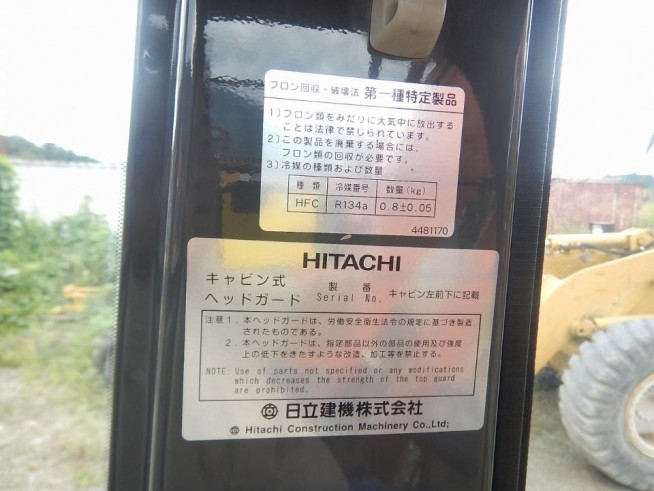 フロン回収・破壊法 第一種特定製品
1）フロン類をみだりに大気中に放出する
ことは法律で禁じられています。
2）この製品を廃棄する場合には、
フロン類の回収が必要です。
3）冷媒の種類および数量
種 類 冷媒番号 数量(kg)
HFC R134a 0.8±0.05
4481170
HITACHI
キャビン式 製 番
ヘッドガード Serial No. キャビン左前下に記載
注意 1．本ヘッドガードは、労働安全衛生法令の規定に基づき製造
されたものである。
2．本ヘッドガードは、指定部品以外の部品の使用及び強度
上の低下をきたすような改造、加工等を禁止する。
NOTE: Use of parts not specified or any modifications
which decreases the strength of the top guard
are prohibited.
日立建機株式会社
Hitachi Construction Machinery Co.,Ltd;